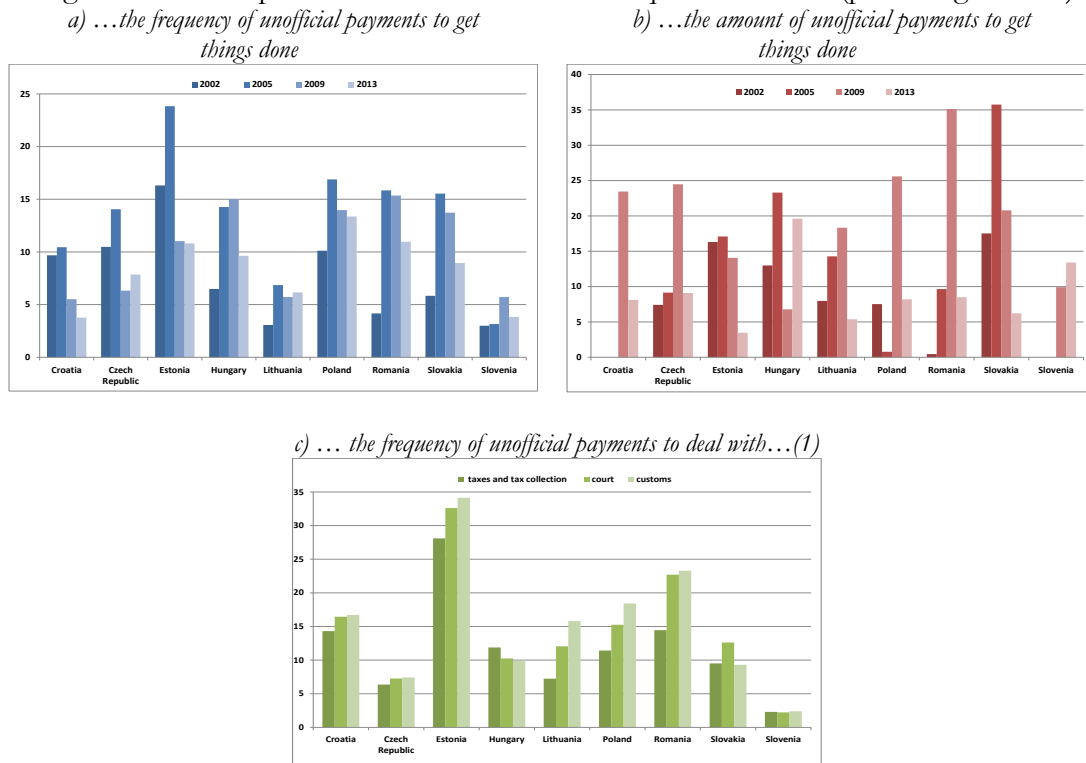 a) …the frequency of unofficial payments to get
things done
2002 2005 2009 2013
25
20
15
10
5
0
Croatia Czech Republic Estonia Hungary Lithuania Poland Romania Slovakia Slovenia
b) …the amount of unofficial payments to get
things done
2002 2005 2009 2013
40
35
30
25
20
15
10
5
0
Croatia Czech Republic Estonia Hungary Lithuania Poland Romania Slovakia Slovenia
c) … the frequency of unofficial payments to deal with…(1)
taxes and tax collection court customs
35
30
25
20
15
10
5
0
Croatia Czech Republic Estonia Hungary Lithuania Poland Romania Slovakia Slovenia